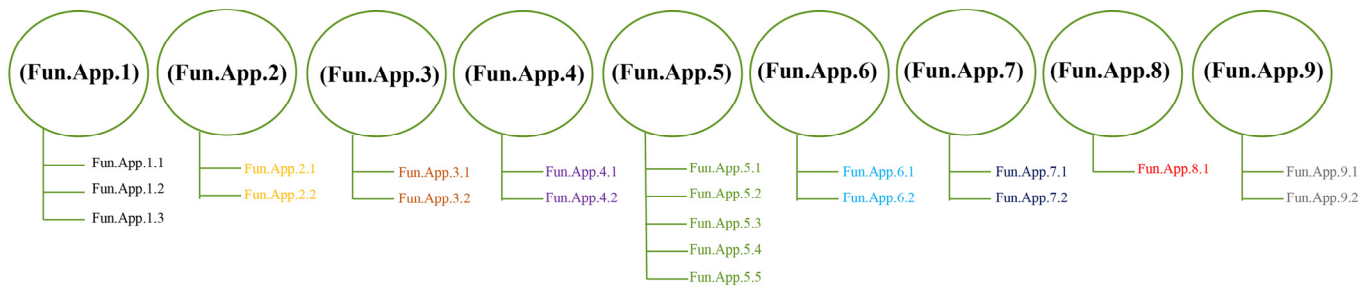 (Fun.App.1)
Fun.App.1.1
Fun.App.1.2
Fun.App.1.3
(Fun.App.2)
Fun.App.2.1
Fun.App.2.2
(Fun.App.3)
Fun.App.3.1
Fun.App.3.2
(Fun.App.4)
Fun.App.4.1
Fun.App.4.2
(Fun.App.5)
Fun.App.5.1
Fun.App.5.2
Fun.App.5.3
Fun.App.5.4
Fun.App.5.5
(Fun.App.6)
Fun.App.6.1
Fun.App.6.2
(Fun.App.7)
Fun.App.7.1
Fun.App.7.2
(Fun.App.8)
Fun.App.8.1
(Fun.App.9)
Fun.App.9.1
Fun.App.9.2